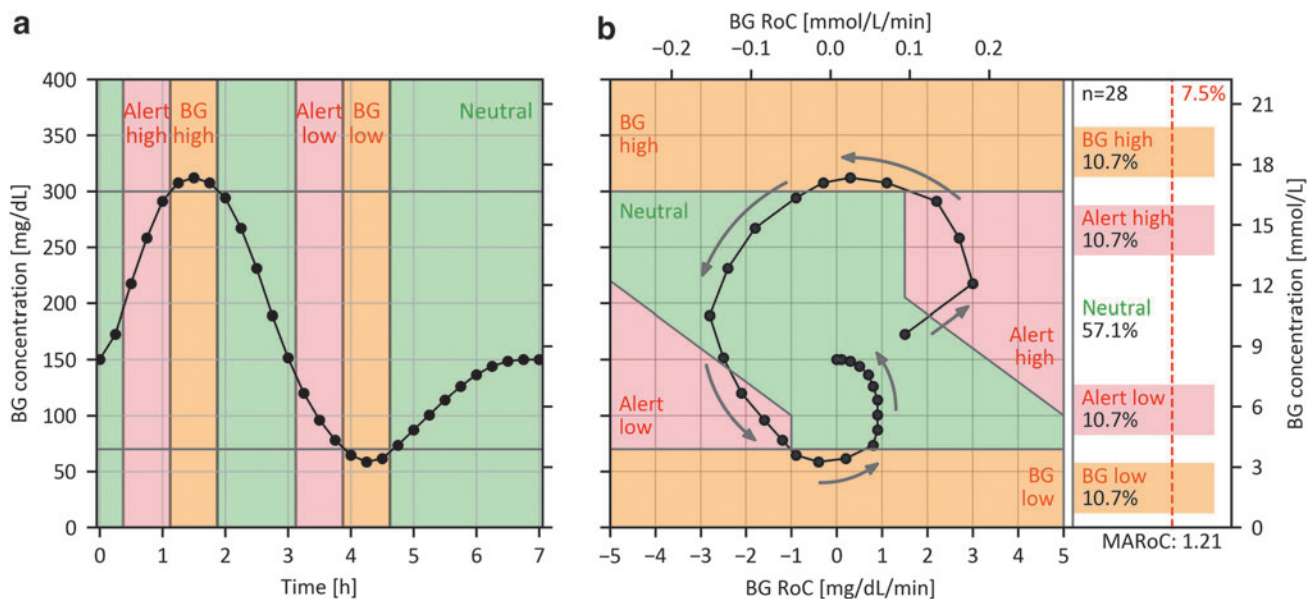 a
BG concentration [mg/dL]
400
350
300
250
200
150
100
50
0
Alert
high
BG
high
Alert
low
BG
low
Neutral
0
1
2
3
4
5
6
7
Time [h]
b
BG RoC [mmol/L/min]
−0.2
−0.1
0.0
0.1
0.2
BG
high
Neutral
Alert
low
Alert
high
BG
low
−5
−4
−3
−2
−1
0
1
2
3
4
5
BG RoC [mg/dL/min]
n=28
7.5%
BG high
10.7%
Alert high
10.7%
Neutral
57.1%
Alert low
10.7%
BG low
10.7%
MARoC: 1.21
21
18
15
12
9
6
3
0
BG concentration [mmol/L]